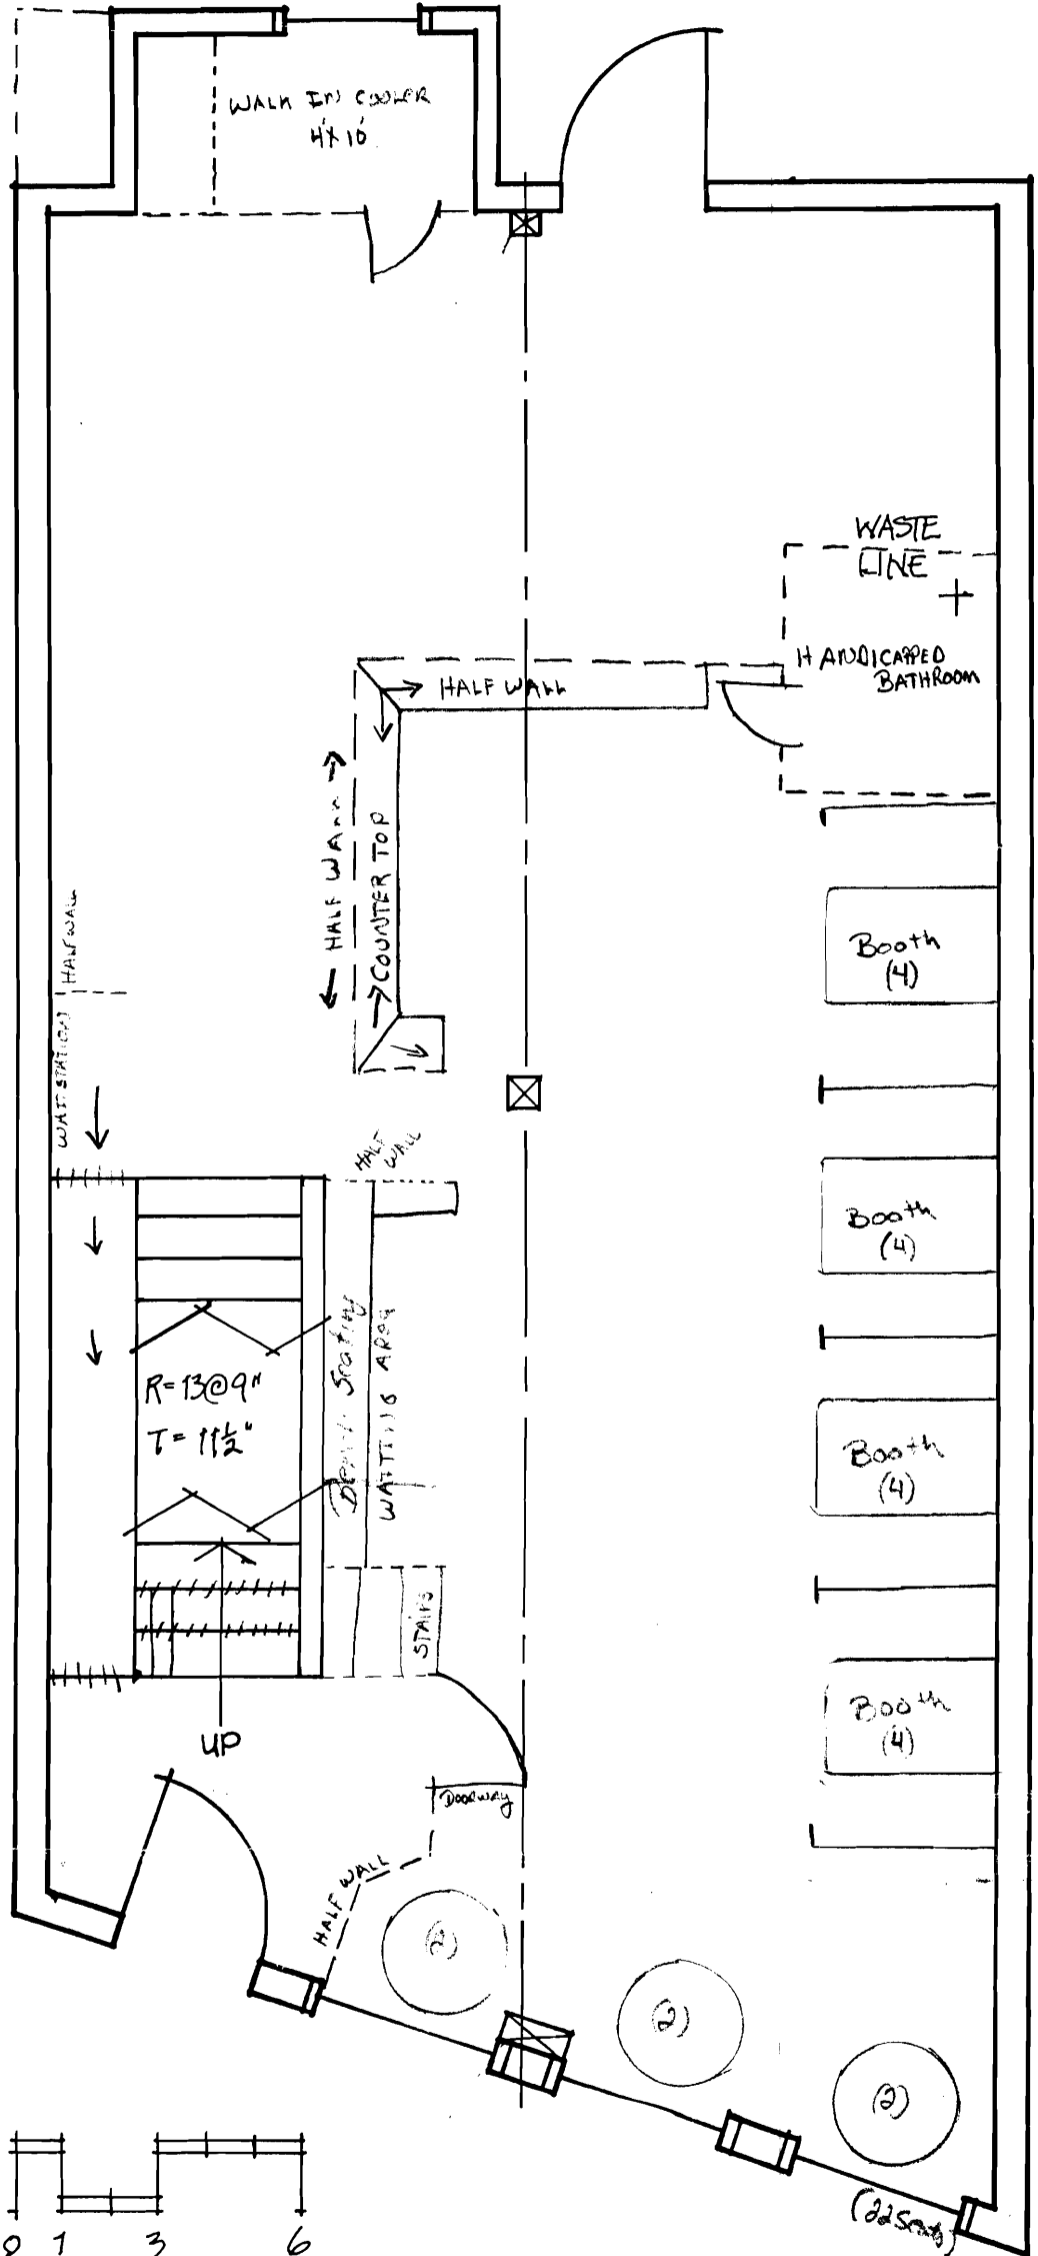 WALK IN COOLER
4'X10'
WASTE
LINE
HANDICAPPED
BATHROOM
HALF WALL
← HALF WALL →
→ COUNTER TOP
HALF WALL
WAIT STATION
HALF
WALL
Booth
(4)
Booth
(4)
Booth
(4)
Booth
(4)
R=13@9"
T=11½"
Bench Seating
WAITING AREA
STAIRS
UP
DOORWAY
HALF WALL
(2)
(2)
(2)
(22 Seats)
0 1 3 6